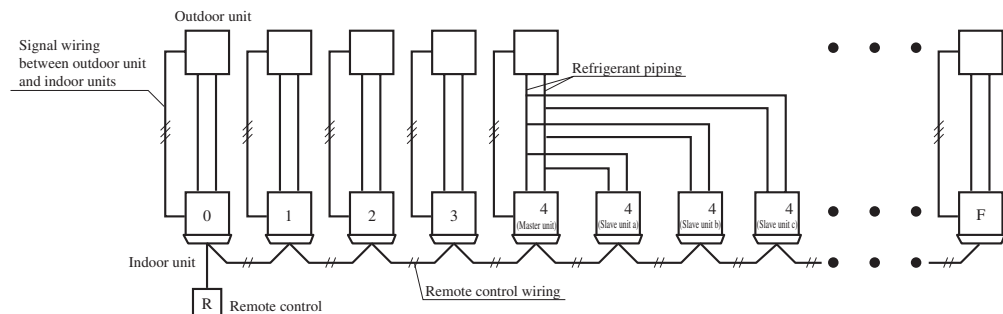 Outdoor unit
Signal wiring
between outdoor unit
and indoor units
Refrigerant piping
0
1
2
3
4
(Master unit)
4
(Slave unit a)
4
(Slave unit b)
4
(Slave unit c)
F
Indoor unit
Remote control wiring
R
Remote control